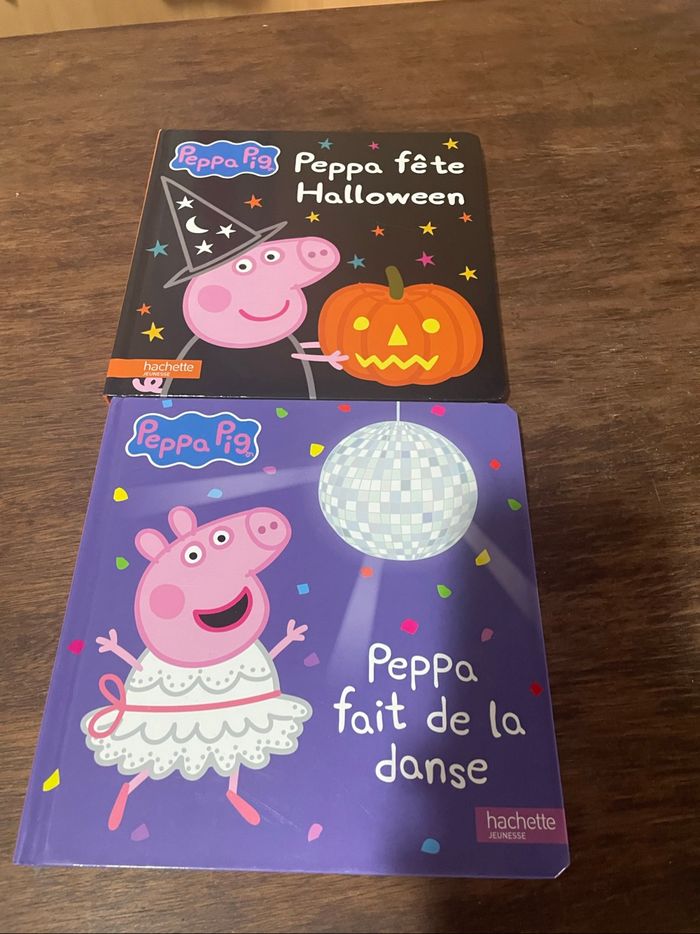 Peppa Pig
Peppa fête
Halloween
hachette
JEUNESSE
Peppa Pig
Peppa
fait de la
danse
hachette
JEUNESSE